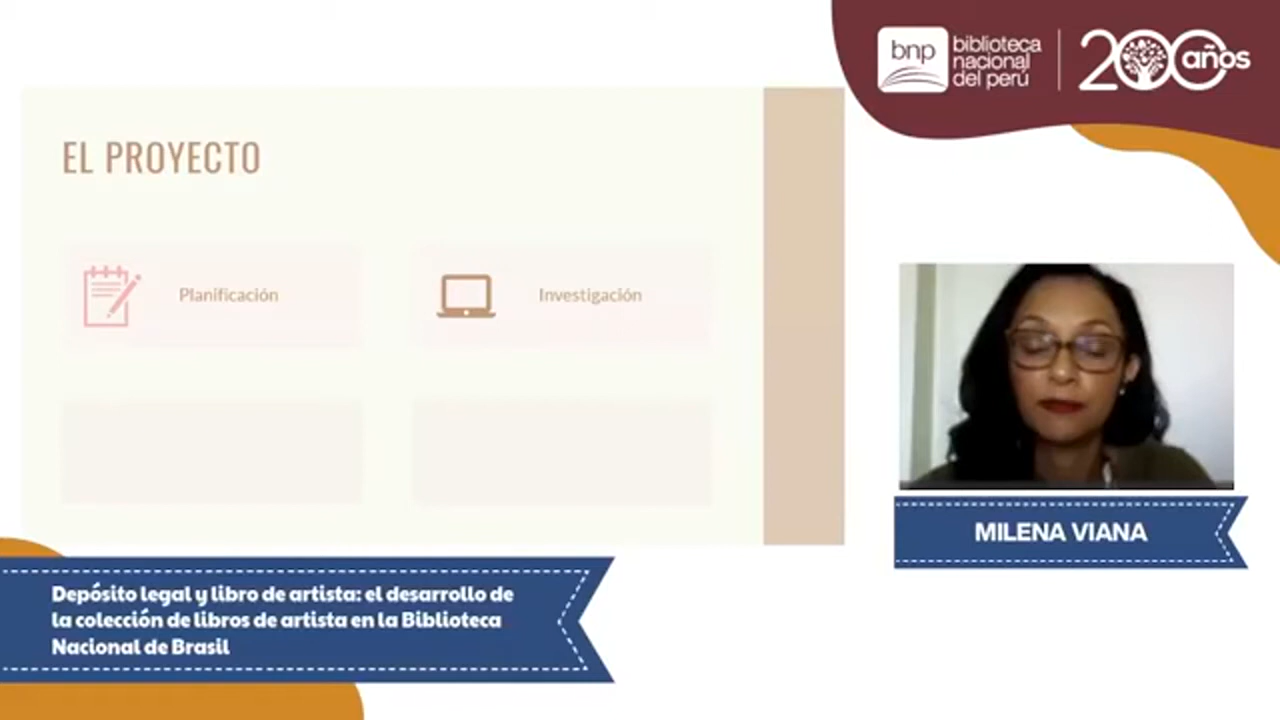 bnp
biblioteca
nacional
del perú
200 años
EL PROYECTO
Planificación
Investigación
MILENA VIANA
Depósito legal y libro de artista: el desarrollo de
la colección de libros de artista en la Biblioteca
Nacional de Brasil